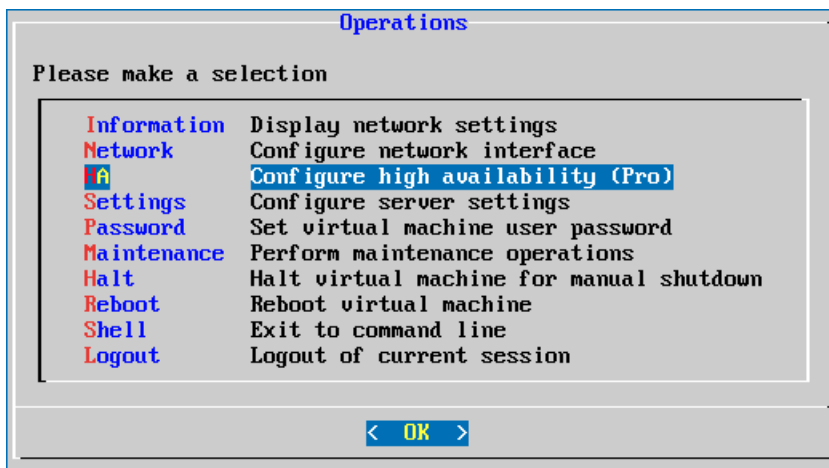 Operations
Please make a selection
Information Display network settings
Network Configure network interface
HA Configure high availability (Pro)
Settings Configure server settings
Password Set virtual machine user password
Maintenance Perform maintenance operations
Halt Halt virtual machine for manual shutdown
Reboot Reboot virtual machine
Shell Exit to command line
Logout Logout of current session
< OK >